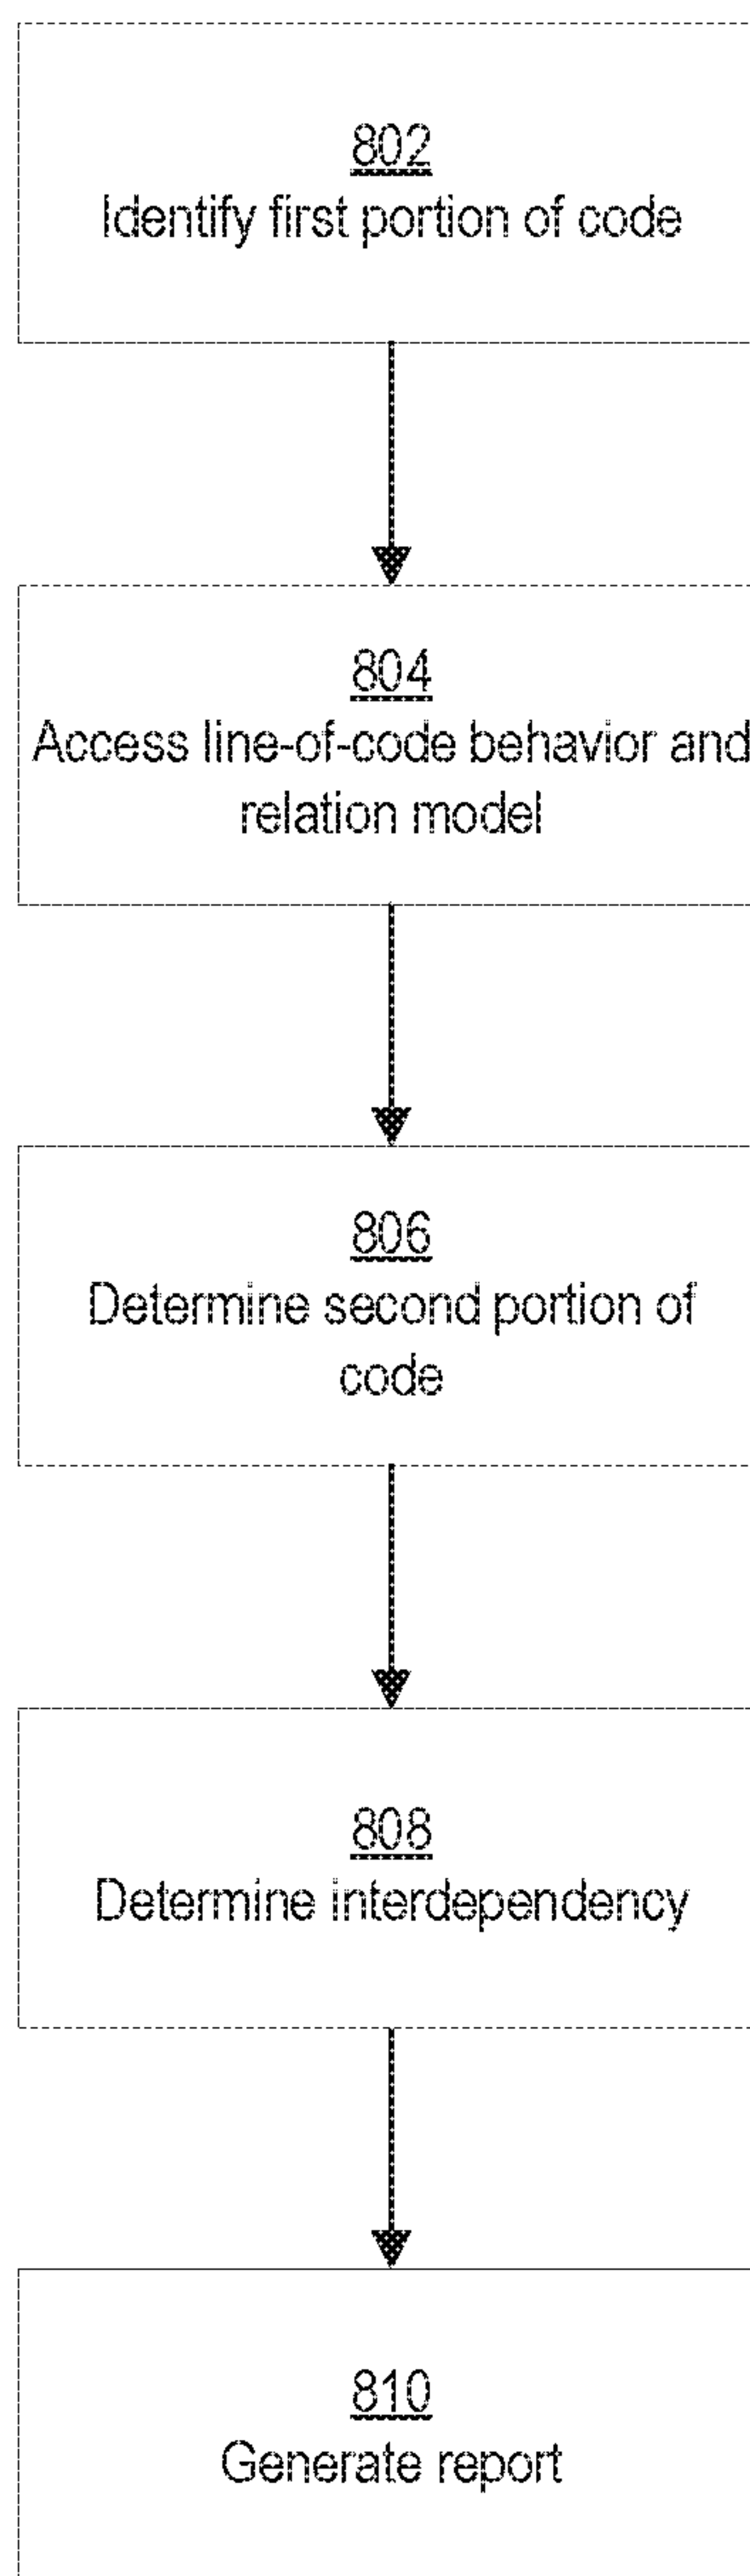 802
Identify first portion of code
804
Access line-of-code behavior and
relation model
806
Determine second portion of
code
808
Determine interdependency
810
Generate report